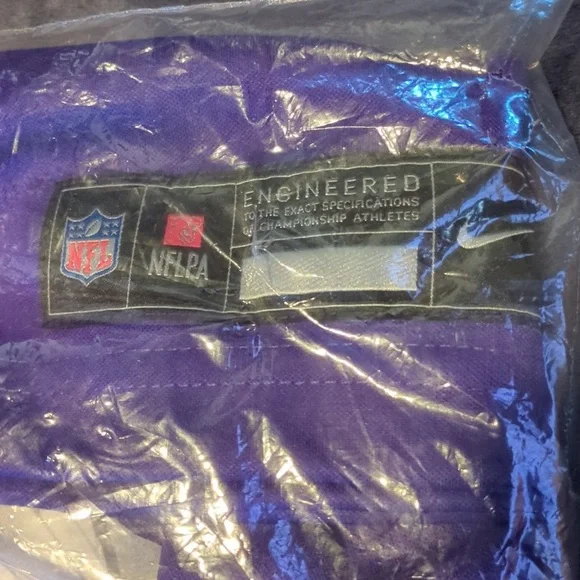 NFL
NFLPA
ENGINEERED
TO THE EXACT SPECIFICATIONS
OF CHAMPIONSHIP ATHLETES